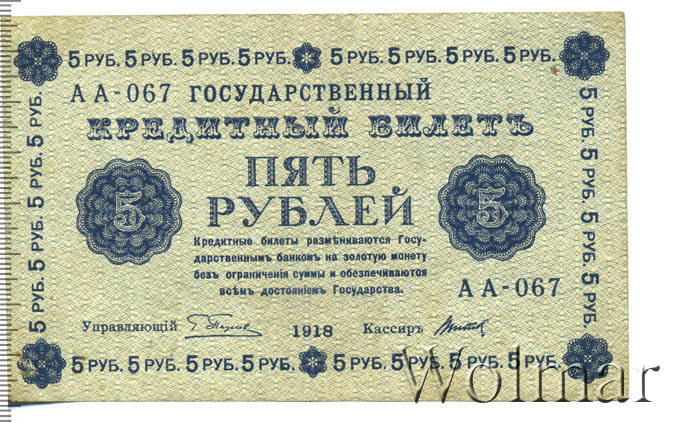 5 РУБ. 5 РУБ. 5 РУБ. 5 РУБ. 5 РУБ. 5 РУБ. 5 РУБ. 5 РУБ.
АА-067 ГОСУДАРСТВЕННЫЙ
КРЕДИТНЫЙ БИЛЕТЪ
ПЯТЬ
РУБЛЕЙ
5
5
Кредитные билеты размѣниваются Госу-
дарственнымъ банкомъ на золотую монету
безъ ограниченія суммы и обезпечиваются
всѣмъ достояніемъ Государства.
АА-067
Управляющій 1918 Кассиръ
5 РУБ. 5 РУБ. 5 РУБ. 5 РУБ. 5 РУБ. 5 РУБ. 5 РУБ. 5 РУБ.
5 РУБ. 5 РУБ. 5 РУБ. 5 РУБ.
5 РУБ. 5 РУБ. 5 РУБ. 5 РУБ.
Wolmar